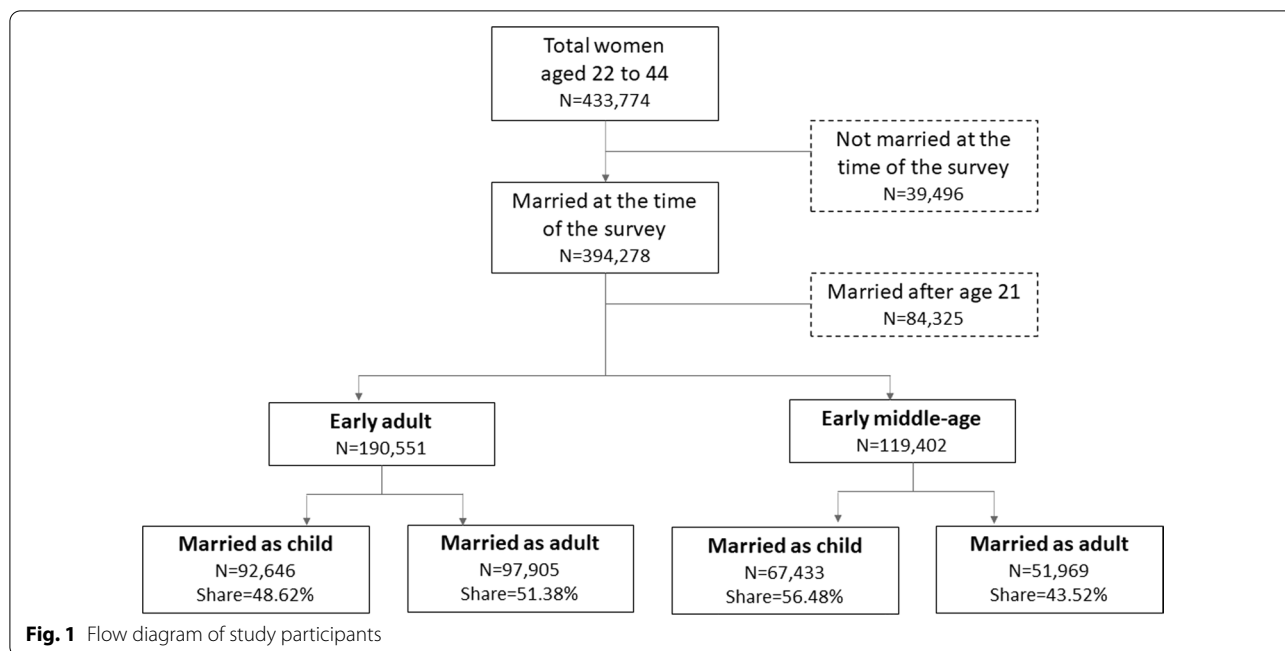 Total women
aged 22 to 44
N=433,774
Not married at the
time of the survey
N=39,496
Married at the time
of the survey
N=394,278
Married after age 21
N=84,325
Early adult
N=190,551
Early middle-age
N=119,402
Married as child
N=92,646
Share=48.62%
Married as adult
N=97,905
Share=51.38%
Married as child
N=67,433
Share=56.48%
Married as adult
N=51,969
Share=43.52%
Fig. 1 Flow diagram of study participants